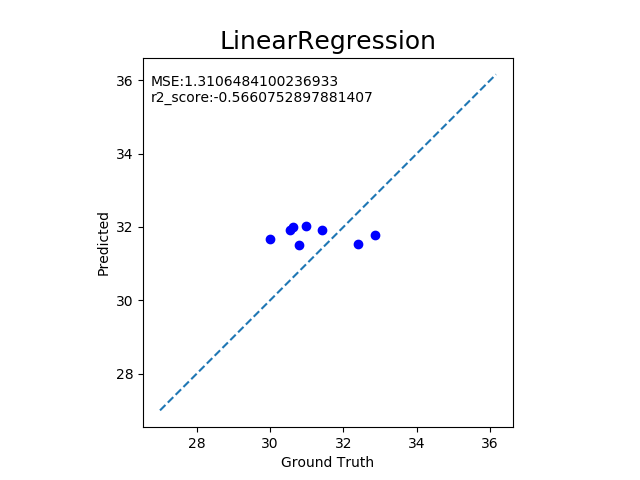 LinearRegression
MSE:1.3106484100236933
r2_score:-0.5660752897881407
36
34
32
30
28
Predicted
28 30 32 34 36
Ground Truth